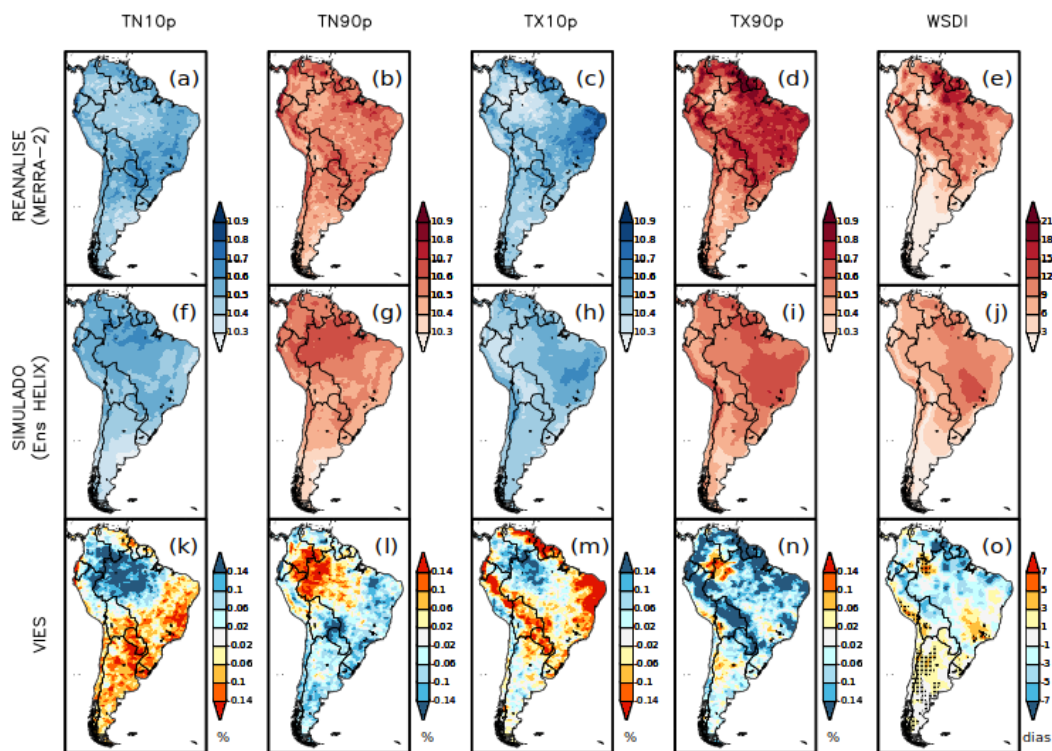 TN10p TN90p TX10p TX90p WSDI
REANALISE
(MERRA-2)
(a) (b) (c) (d) (e)
10.9 10.9 10.9 10.9 21
10.8 10.8 10.8 10.8 18
10.7 10.7 10.7 10.7 15
10.6 10.6 10.6 10.6 12
10.5 10.5 10.5 10.5 9
10.4 10.4 10.4 10.4 6
10.3 10.3 10.3 10.3 3
SIMULADO
(Ens HELIX)
(f) (g) (h) (i) (j)
VIES
(k) (l) (m) (n) (o)
0.14 0.14 0.14 0.14 7
0.1 0.1 0.1 0.1 5
0.06 0.06 0.06 0.06 3
0.02 0.02 0.02 0.02 1
-0.02 -0.02 -0.02 -0.02 -1
-0.06 -0.06 -0.06 -0.06 -3
-0.1 -0.1 -0.1 -0.1 -5
-0.14 -0.14 -0.14 -0.14 -7
% % % % dias